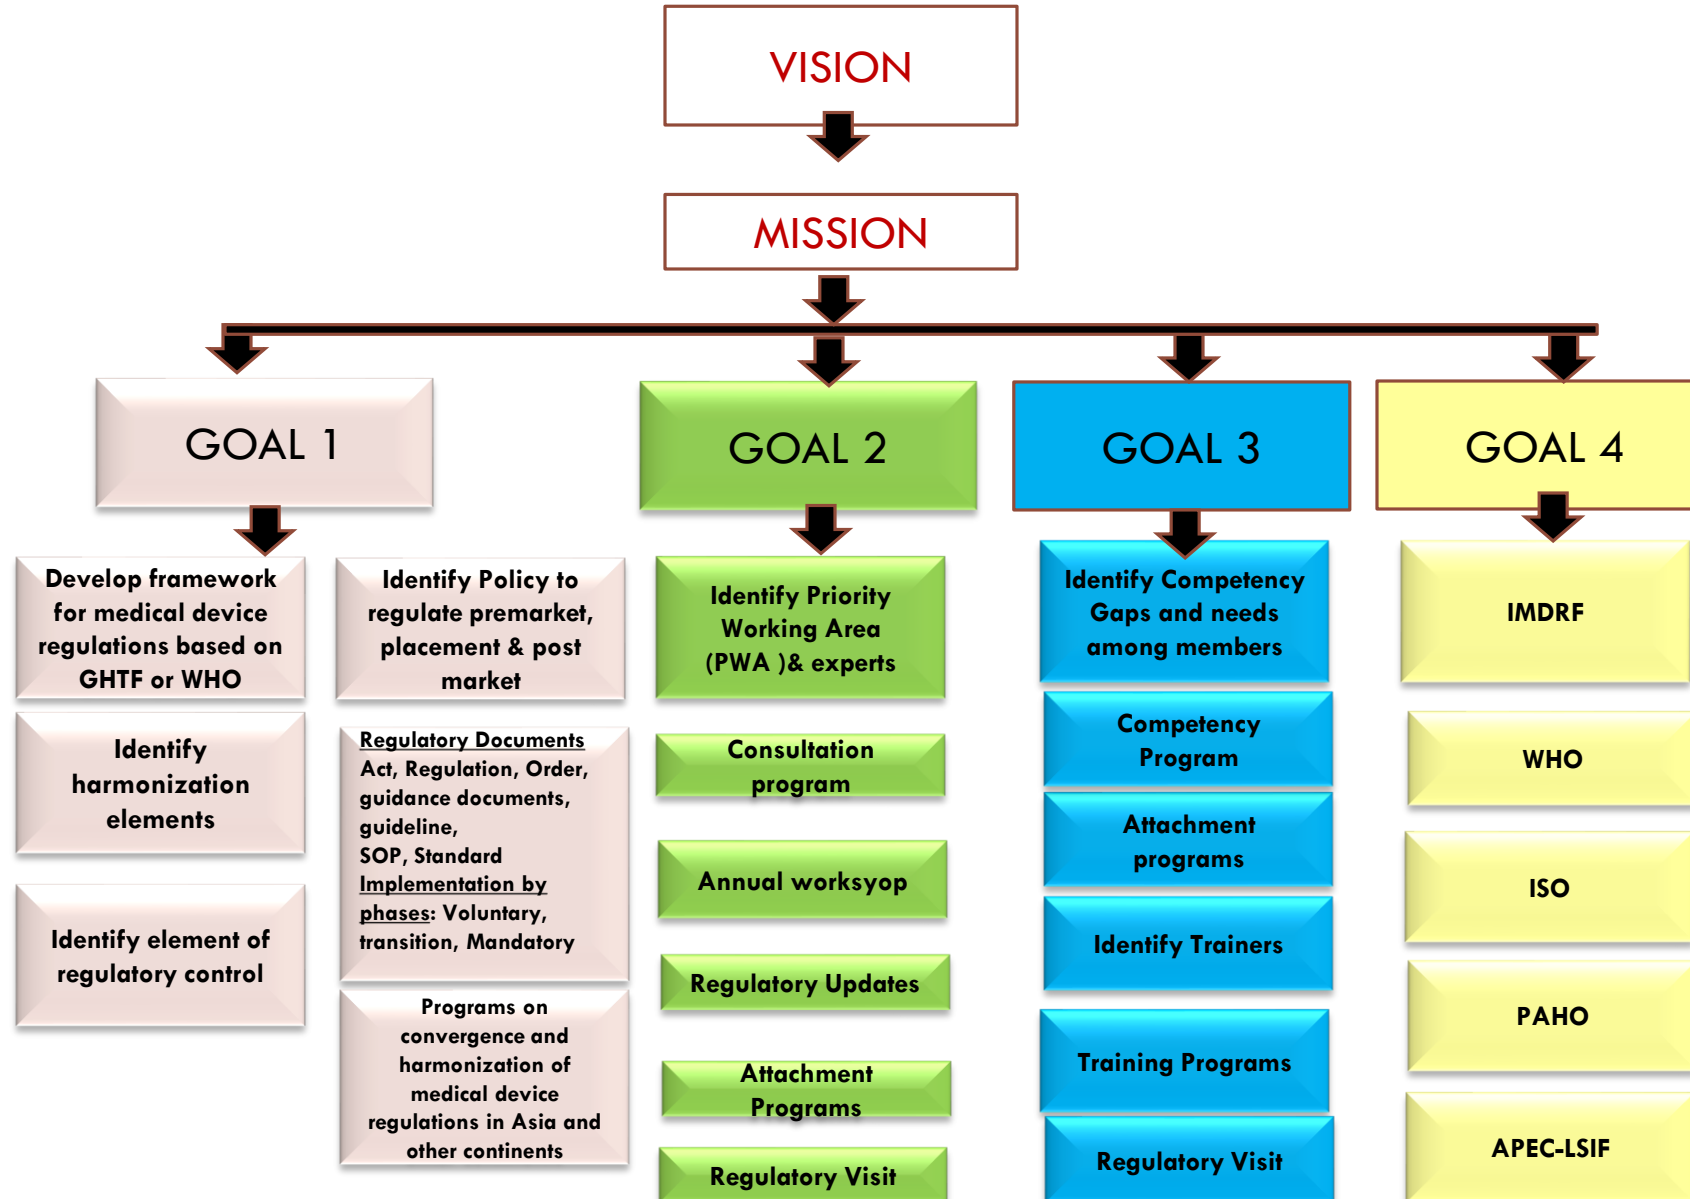 VISION
MISSION
GOAL 1
GOAL 2
GOAL 3
GOAL 4
Develop framework
for medical device
regulations based on
GHTF or WHO
Identify
harmonization
elements
Identify element of
regulatory control
Identify Policy to
regulate premarket,
placement & post
market
Regulatory Documents
Act, Regulation, Order,
guidance documents,
guideline,
SOP, Standard
Implementation by
phases: Voluntary,
transition, Mandatory
Programs on
convergence and
harmonization of
medical device
regulations in Asia and
other continents
Identify Priority
Working Area
(PWA )& experts
Consultation
program
Annual worksyop
Regulatory Updates
Attachment
Programs
Regulatory Visit
Identify Competency
Gaps and needs
among members
Competency
Program
Attachment
programs
Identify Trainers
Training Programs
Regulatory Visit
IMDRF
WHO
ISO
PAHO
APEC-LSIF